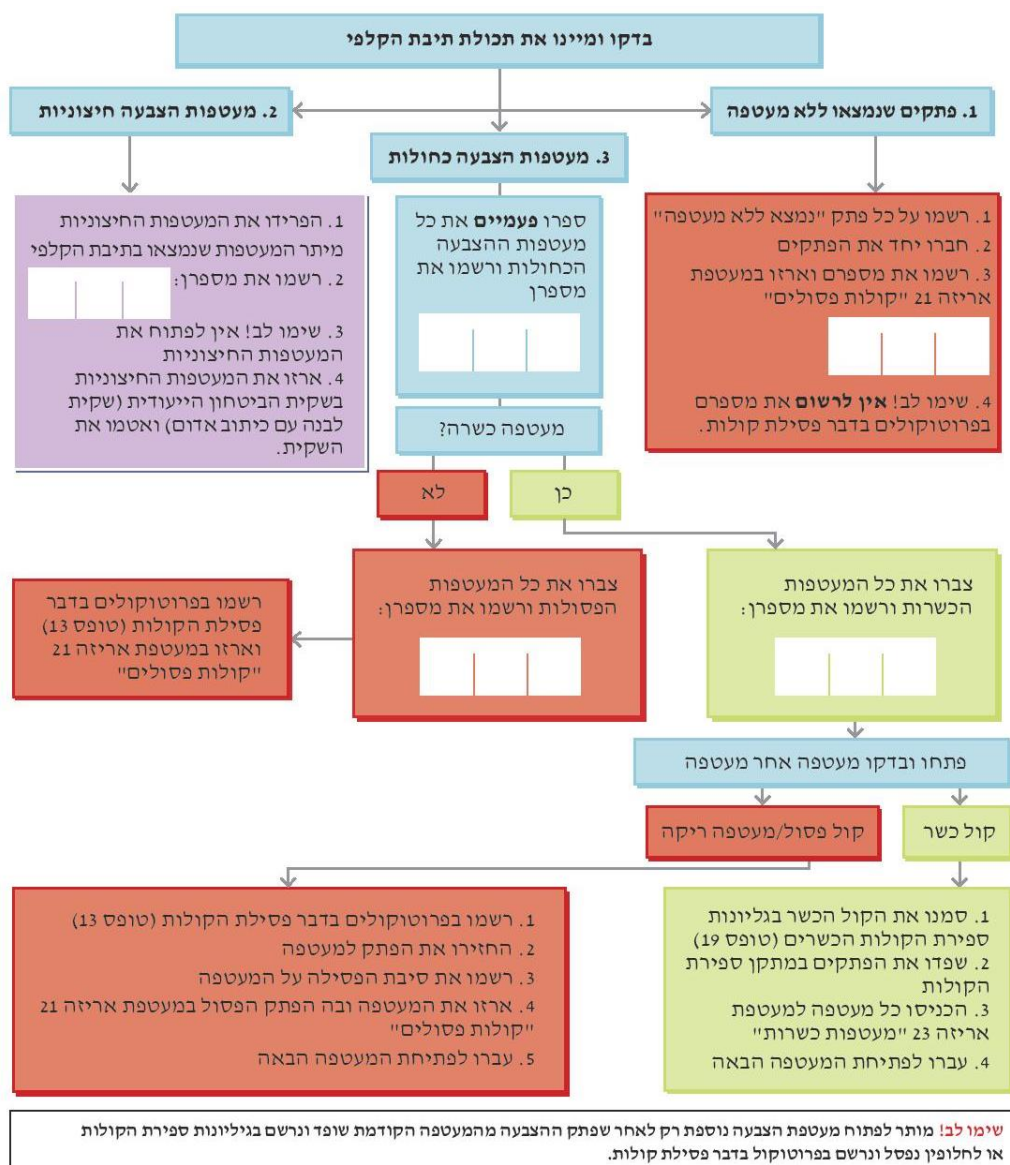 בדקו ומיינו את תכולת תיבת הקלפי
1. פתקים שנמצאו ללא מעטפה
2. מעטפות הצבעה חיצוניות
3. מעטפות הצבעה כחולות
1. רשמו על כל פתק "נמצא ללא מעטפה"
2. חברו יחד את הפתקים
3. רשמו את מספרם וארזו במעטפת
אריזה 21 "קולות פסולים"
4. שימו לב! אין לרשום את מספרם
בפרוטוקולים בדבר פסילת קולות.
1. הפרידו את המעטפות החיצוניות
מיתר המעטפות שנמצאו בתיבת הקלפי
2. רשמו את מספרן:
3. שימו לב! אין לפתוח את
המעטפות החיצוניות
4. ארזו את המעטפות החיצוניות
בשקית הביטחון הייעודית (שקית
לבנה עם כיתוב אדום) ואטמו את
השקית.
ספרו פעמיים את כל
מעטפות ההצבעה
הכחולות ורשמו את
מספרן
מעטפה כשרה?
כן
לא
צברו את כל המעטפות
הכשרות ורשמו את מספרן:
צברו את כל המעטפות
הפסולות ורשמו את מספרן:
רשמו בפרוטוקולים בדבר
פסילת הקולות (טופס 13)
וארזו במעטפת אריזה 21
"קולות פסולים"
פתחו ובדקו מעטפה אחר מעטפה
קול כשר
קול פסול/מעטפה ריקה
1. סמנו את הקול הכשר בגליונות
ספירת הקולות הכשרים (טופס 19)
2. שפדו את הפתקים במתקן ספירת
הקולות
3. הכניסו כל מעטפה למעטפת
אריזה 23 "מעטפות כשרות"
4. עברו לפתיחת המעטפה הבאה
1. רשמו בפרוטוקולים בדבר פסילת הקולות (טופס 13)
2. החזירו את הפתק למעטפה
3. רשמו את סיבת הפסילה על המעטפה
4. ארזו את המעטפה ובה הפתק הפסול במעטפת אריזה 21
"קולות פסולים"
5. עברו לפתיחת המעטפה הבאה
שימו לב! מותר לפתוח מעטפת הצבעה נוספת רק לאחר שפתק ההצבעה מהמעטפה הקודמת שופד ונרשם בגיליונות ספירת הקולות
או לחלופין נפסל ונרשם בפרוטוקול בדבר פסילת קולות.